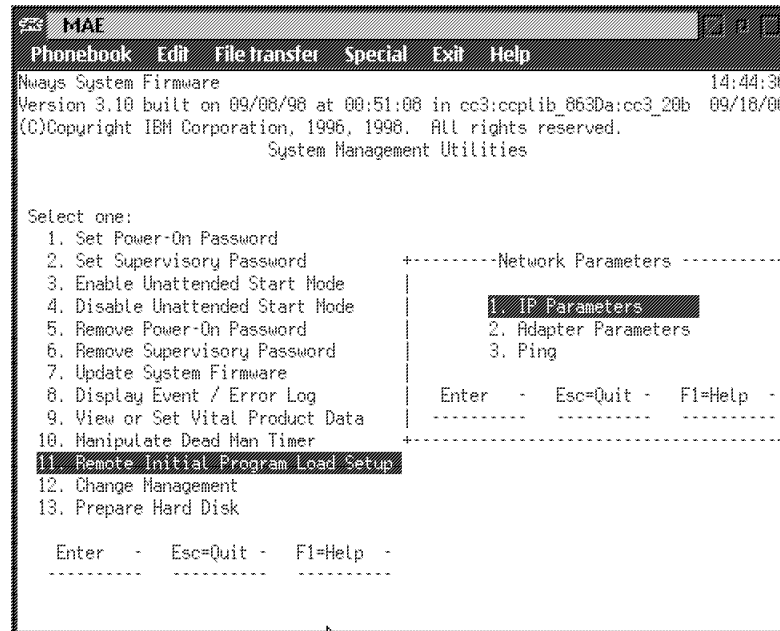 MAE
Phonebook Edit File transfer Special Exit Help
Nways System Firmware 14:44:3
Version 3.10 built on 09/08/98 at 00:51:08 in cc3:ccplib_863Da:cc3_20b 09/18/0
(C)Copyright IBM Corporation, 1996, 1998. All rights reserved.
System Management Utilities
Select one:
1. Set Power-On Password
2. Set Supervisory Password
3. Enable Unattended Start Mode
4. Disable Unattended Start Mode
5. Remove Power-On Password
6. Remove Supervisory Password
7. Update System Firmware
8. Display Event / Error Log
9. View or Set Vital Product Data
10. Manipulate Dead Man Timer
11. Remote Initial Program Load Setup
12. Change Management
13. Prepare Hard Disk
Enter - Esc=Quit - F1=Help -
Network Parameters
1. IP Parameters
2. Adapter Parameters
3. Ping
Enter - Esc=Quit - F1=Help -